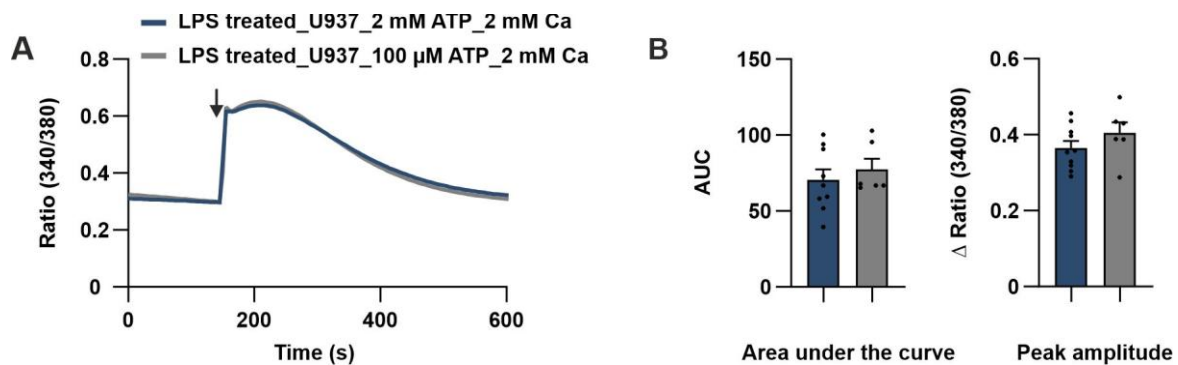 A
LPS treated_U937_2 mM ATP_2 mM Ca
LPS treated_U937_100 µM ATP_2 mM Ca
Ratio (340/380)
0.8
0.6
0.4
0.2
0
0
200
400
600
Time (s)
B
AUC
150
100
50
0
Area under the curve
Δ Ratio (340/380)
0.6
0.4
0.2
0
Peak amplitude